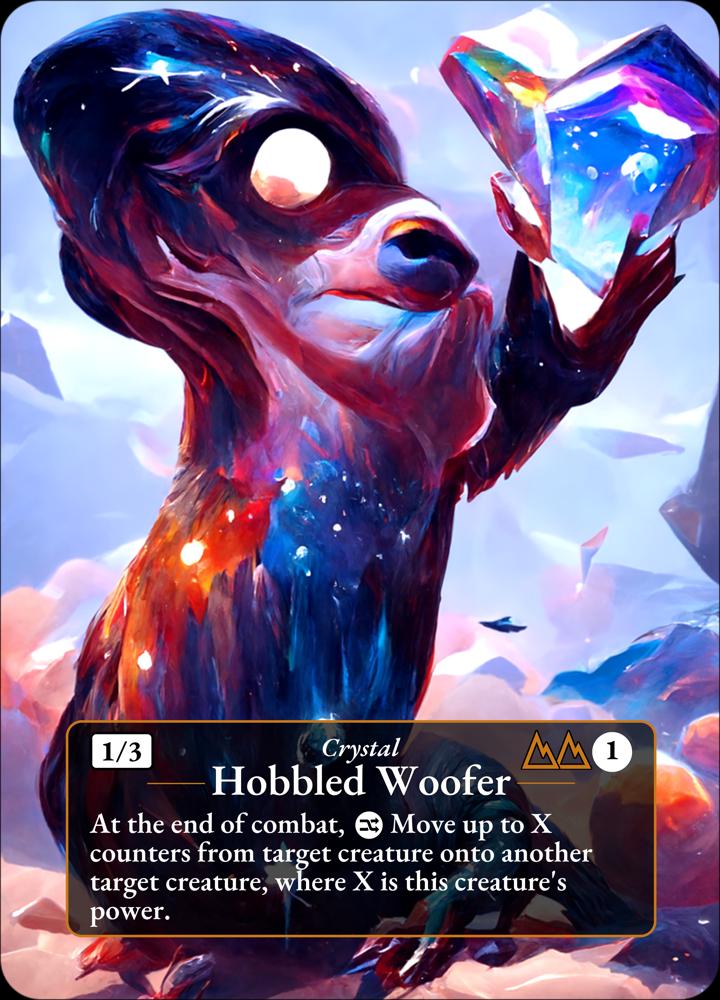 1/3
Crystal
1
Hobbled Woofer
At the end of combat, Move up to X
counters from target creature onto another
target creature, where X is this creature's
power.